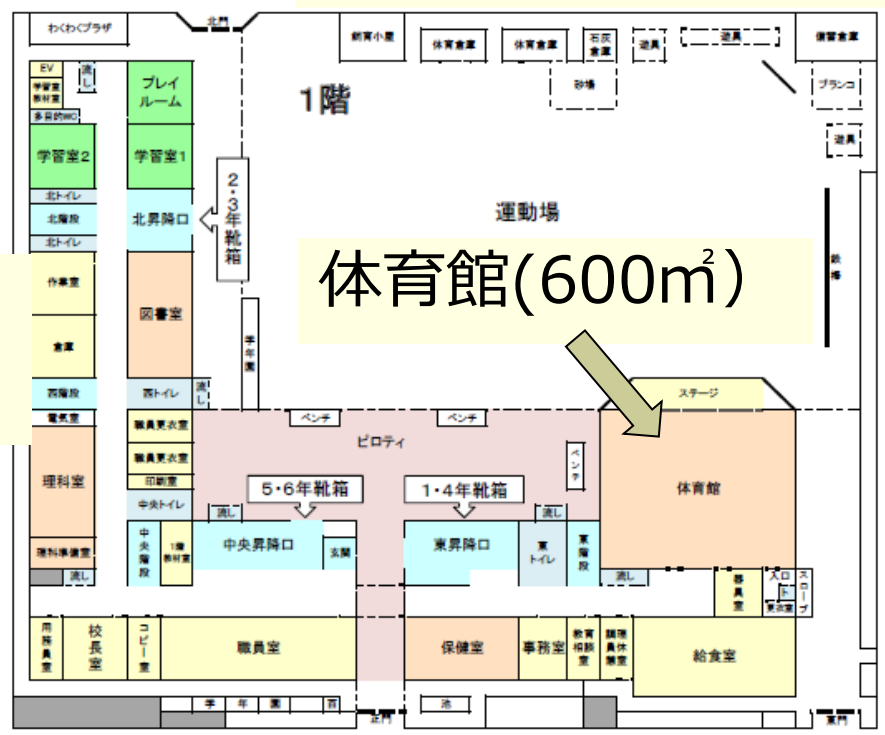 わくわくプラザ
北門
飼育小屋
体育倉庫
体育倉庫
石灰
倉庫
遊具
遊具
備蓄倉庫
EV
流し
学習室
教材室
多目的WC
プレイ
ルーム
1階
砂場
ブランコ
遊具
学習室2
学習室1
北トイレ
北階段
北トイレ
北昇降口
2・3年靴箱
運動場
体育館(600㎡)
鉄棒
作業室
図書室
倉庫
学年園
西階段
西トイレ
流し
ステージ
電気室
職員更衣室
ベンチ
ベンチ
ピロティ
職員更衣室
ベンチ
理科室
印刷室
5・6年靴箱
1・4年靴箱
体育館
中央トイレ
流し
流し
中央階段
1階
教材室
中央昇降口
玄関
東昇降口
東
トイレ
東階段
理科準備室
流し
流し
器具室
入口
ト
更衣室
スロープ
用務員室
校長室
コピー室
職員室
保健室
事務室
教育
相談
室
調理
員休
憩室
給食室
学年園
池
正門
東門